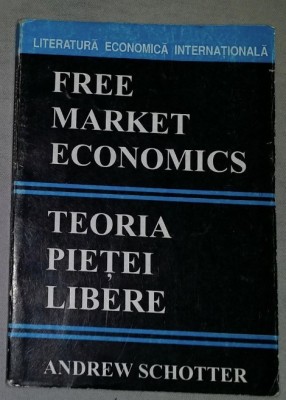 LITERATURĂ ECONOMICĂ INTERNAȚIONALĂ
FREE
MARKET
ECONOMICS
TEORIA
PIEȚEI
LIBERE
ANDREW SCHOTTER